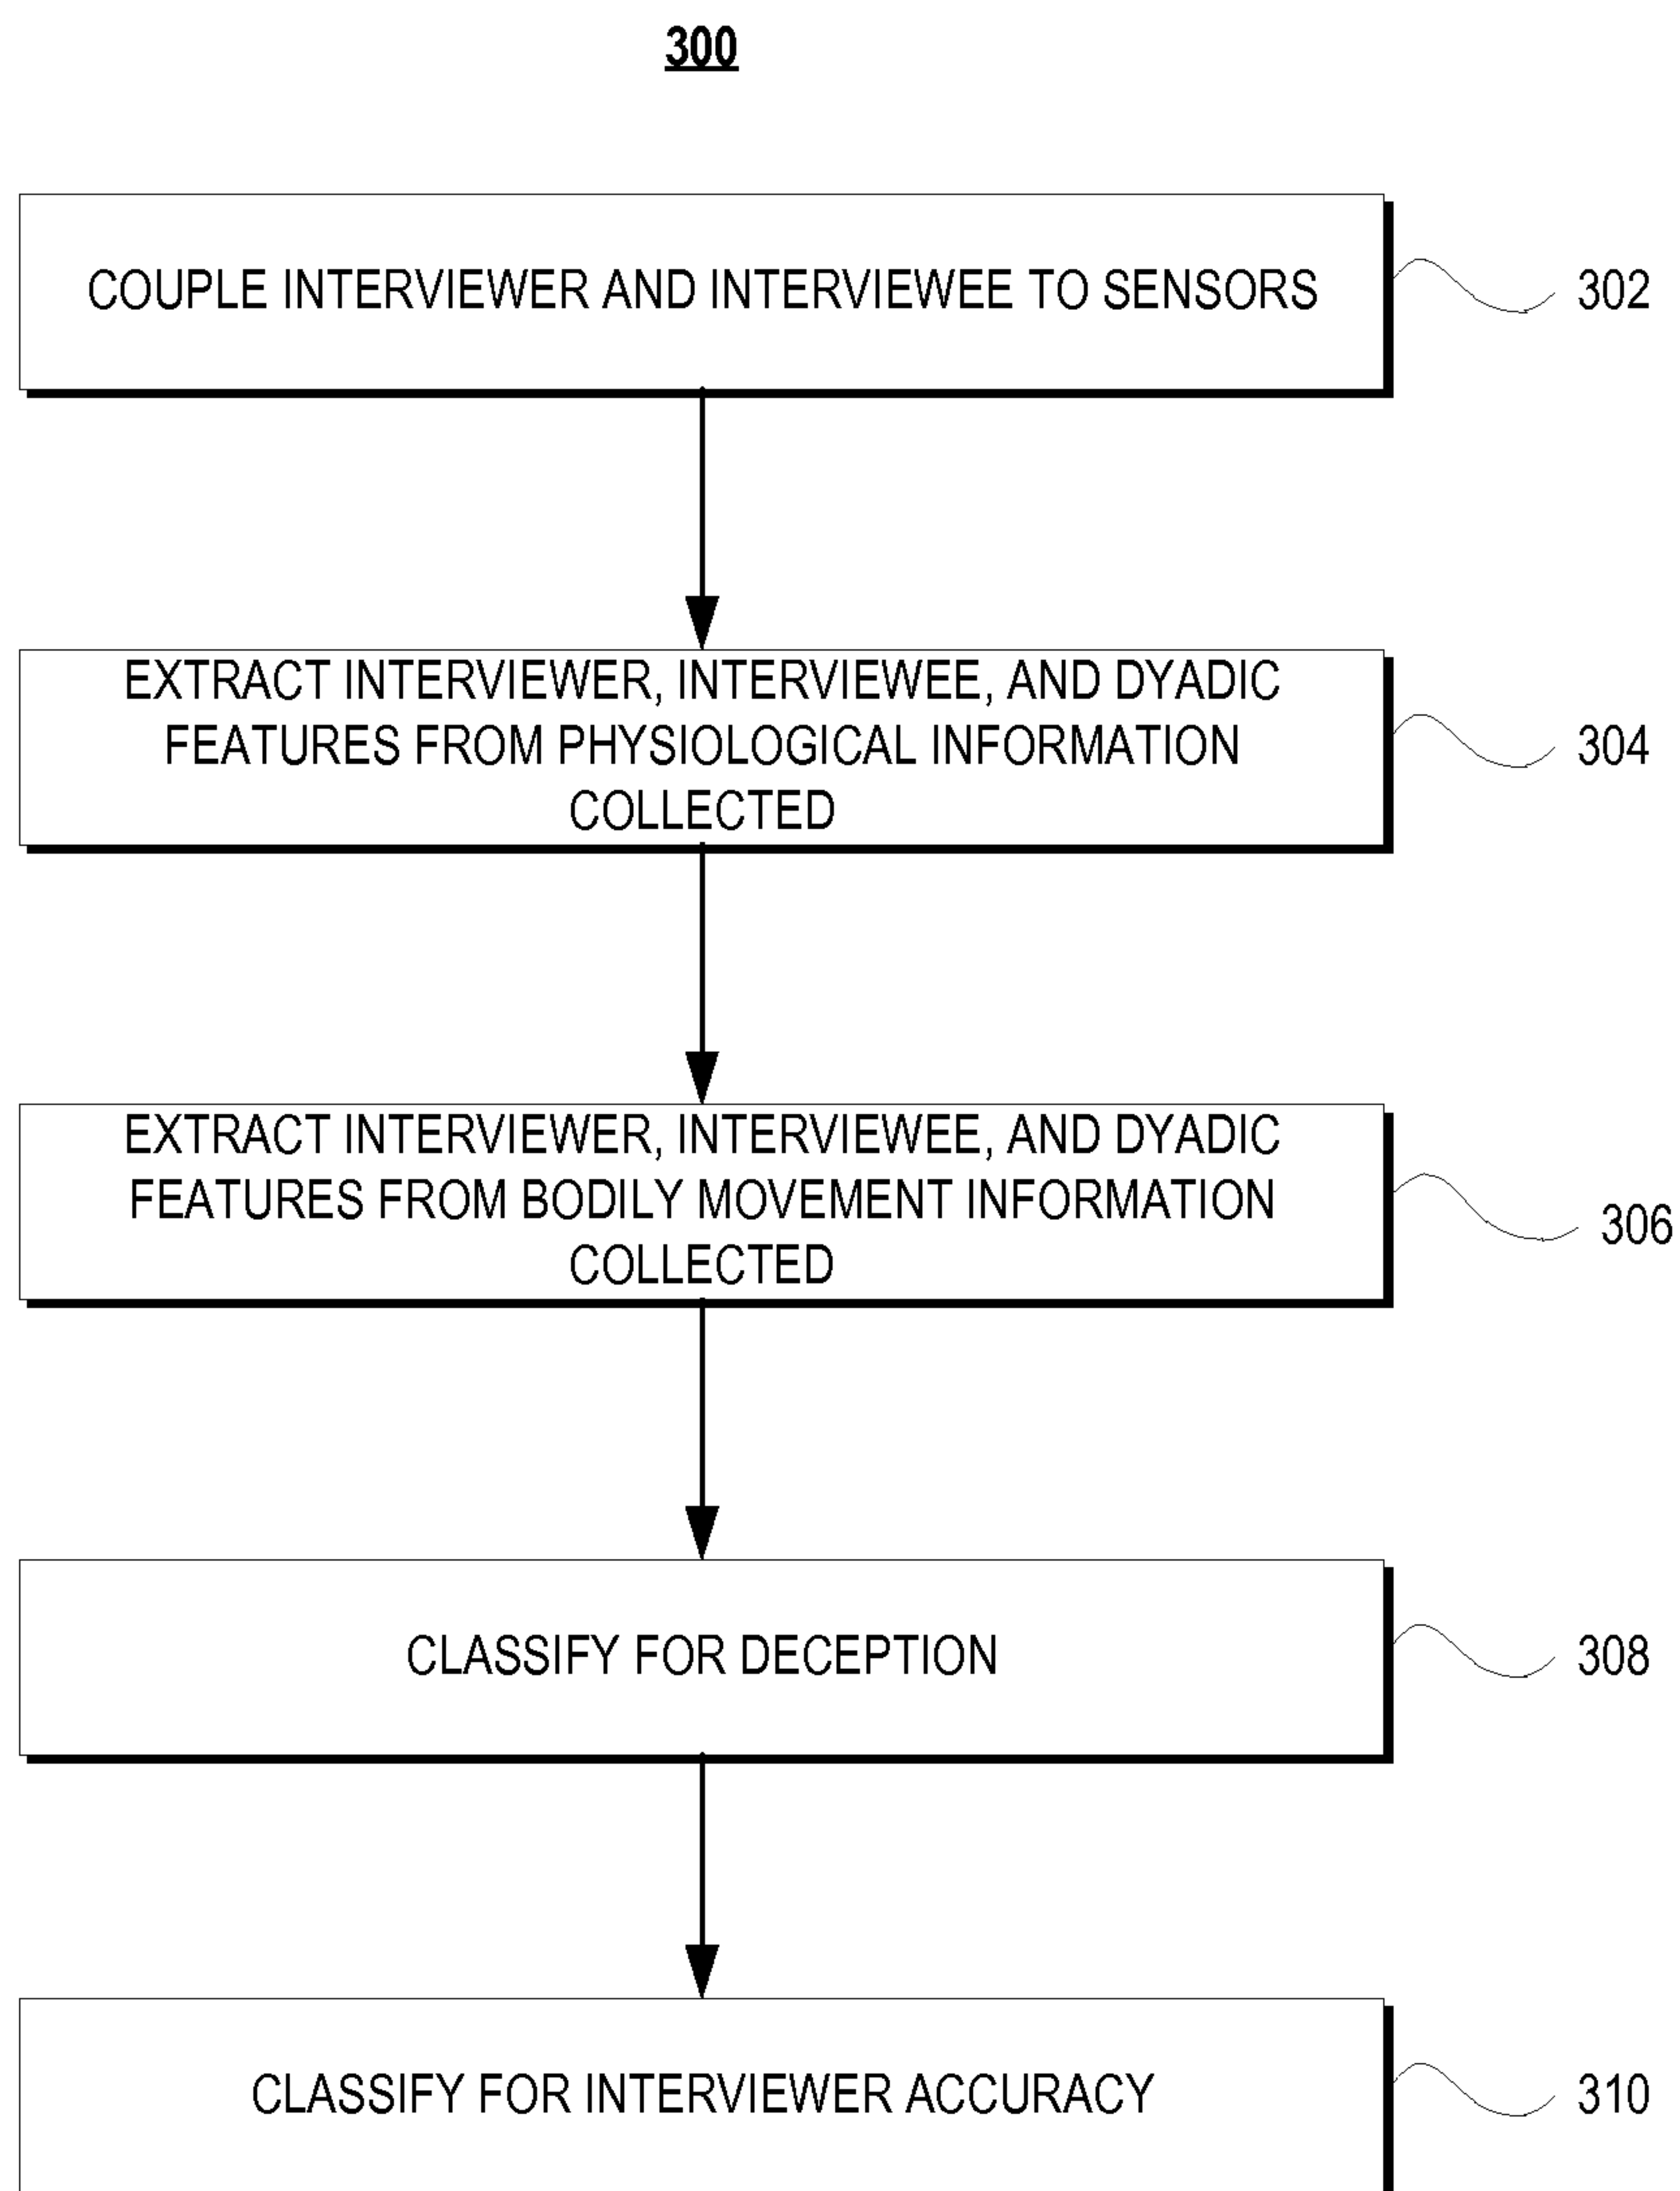 300
COUPLE INTERVIEWER AND INTERVIEWEE TO SENSORS
302
EXTRACT INTERVIEWER, INTERVIEWEE, AND DYADIC
FEATURES FROM PHYSIOLOGICAL INFORMATION
COLLECTED
304
EXTRACT INTERVIEWER, INTERVIEWEE, AND DYADIC
FEATURES FROM BODILY MOVEMENT INFORMATION
COLLECTED
306
CLASSIFY FOR DECEPTION
308
CLASSIFY FOR INTERVIEWER ACCURACY
310